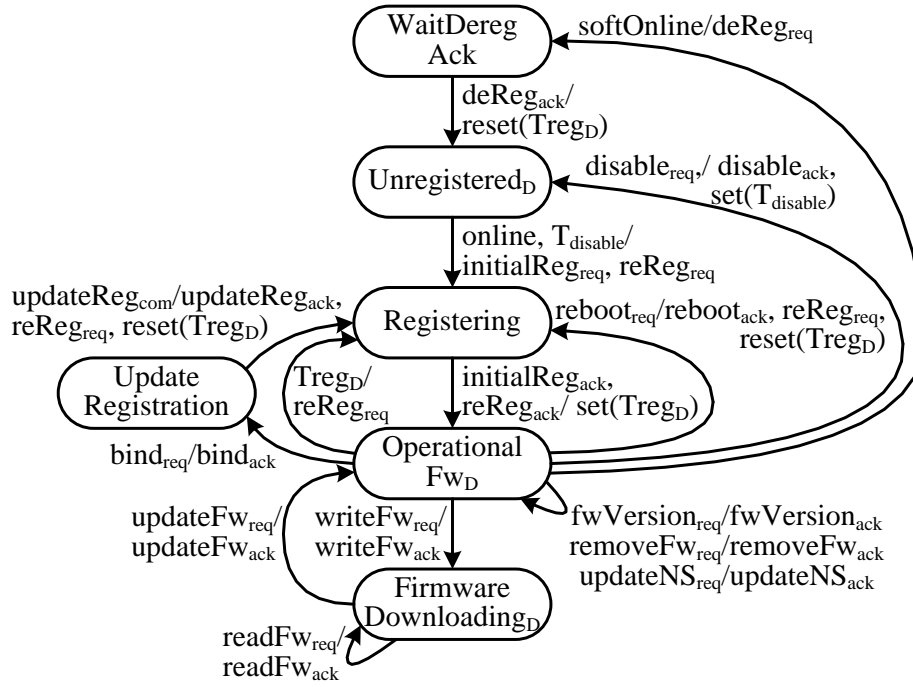 WaitDereg
Ack
softOnline/deReg_req
deReg_ack/
reset(Treg_D)
Unregistered_D
disable_req,/ disable_ack,
set(T_disable)
online, T_disable/
initialReg_req, reReg_req
updateReg_com/updateReg_ack,
reReg_req, reset(Treg_D)
Registering
reboot_req/reboot_ack, reReg_req,
reset(Treg_D)
Update
Registration
Treg_D/
reReg_req
initialReg_ack,
reReg_ack/ set(Treg_D)
bind_req/bind_ack
Operational
Fw_D
updateFw_req/
updateFw_ack
writeFw_req/
writeFw_ack
fwVersion_req/fwVersion_ack
removeFw_req/removeFw_ack
updateNS_req/updateNS_ack
Firmware
Downloading_D
readFw_req/
readFw_ack